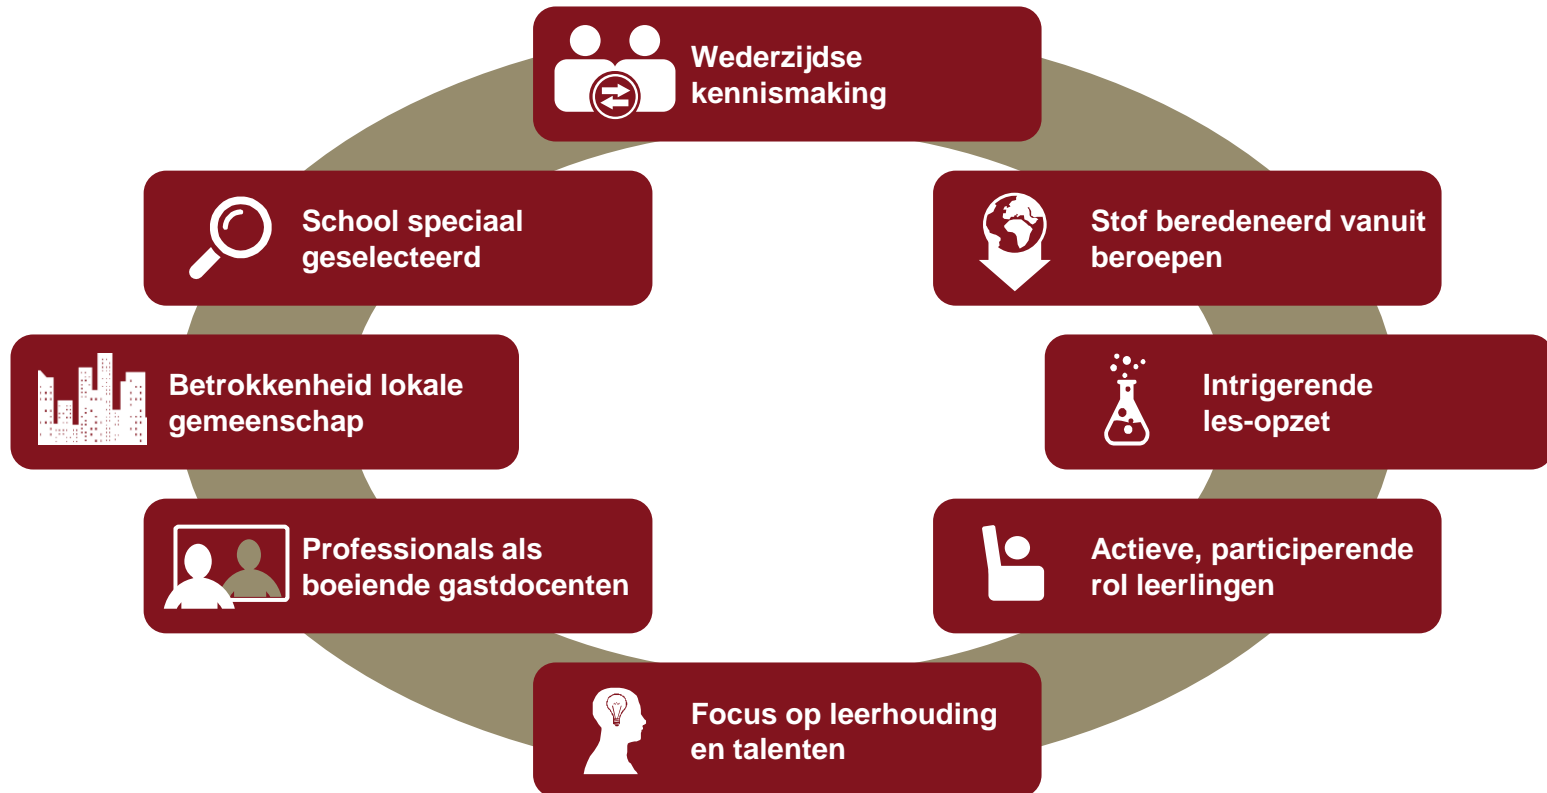 Wederzijdse
kennismaking
School speciaal
geselecteerd
Stof beredeneerd vanuit
beroepen
Betrokkenheid lokale
gemeenschap
Intrigerende
les-opzet
Professionals als
boeiende gastdocenten
Actieve, participerende
rol leerlingen
Focus op leerhouding
en talenten